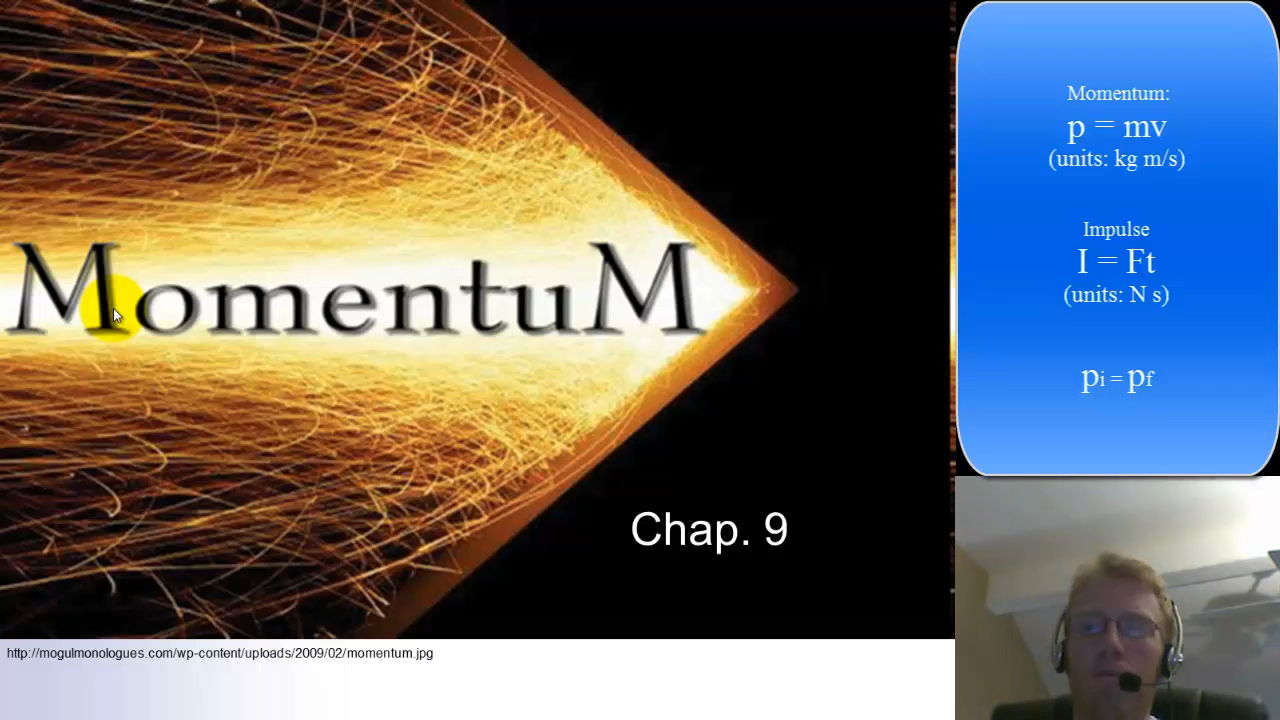 MomentuM
Chap. 9
http://mogulmonologues.com/wp-content/uploads/2009/02/momentum.jpg
Momentum:
p = mv
(units: kg m/s)
Impulse
I = Ft
(units: N s)
pi = pf